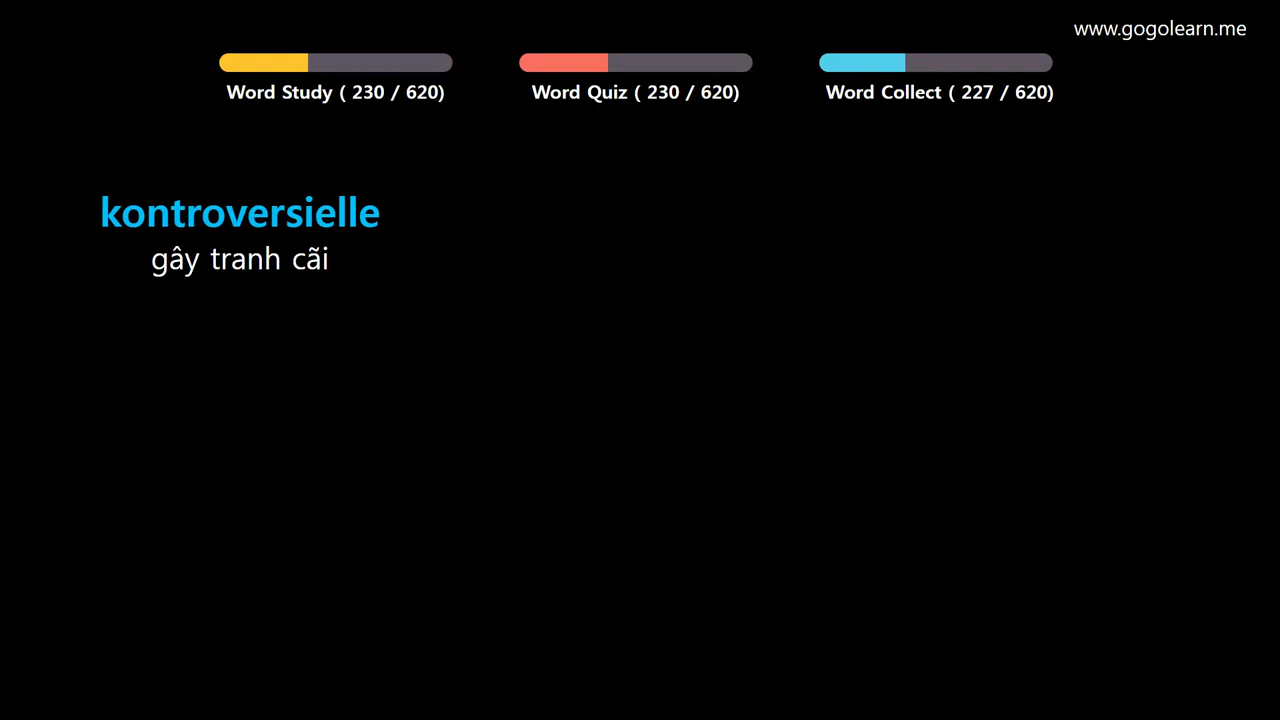 www.gogolearn.me
Word Study ( 230 / 620)
Word Quiz ( 230 / 620)
Word Collect ( 227 / 620)
kontroversielle
gây tranh cãi